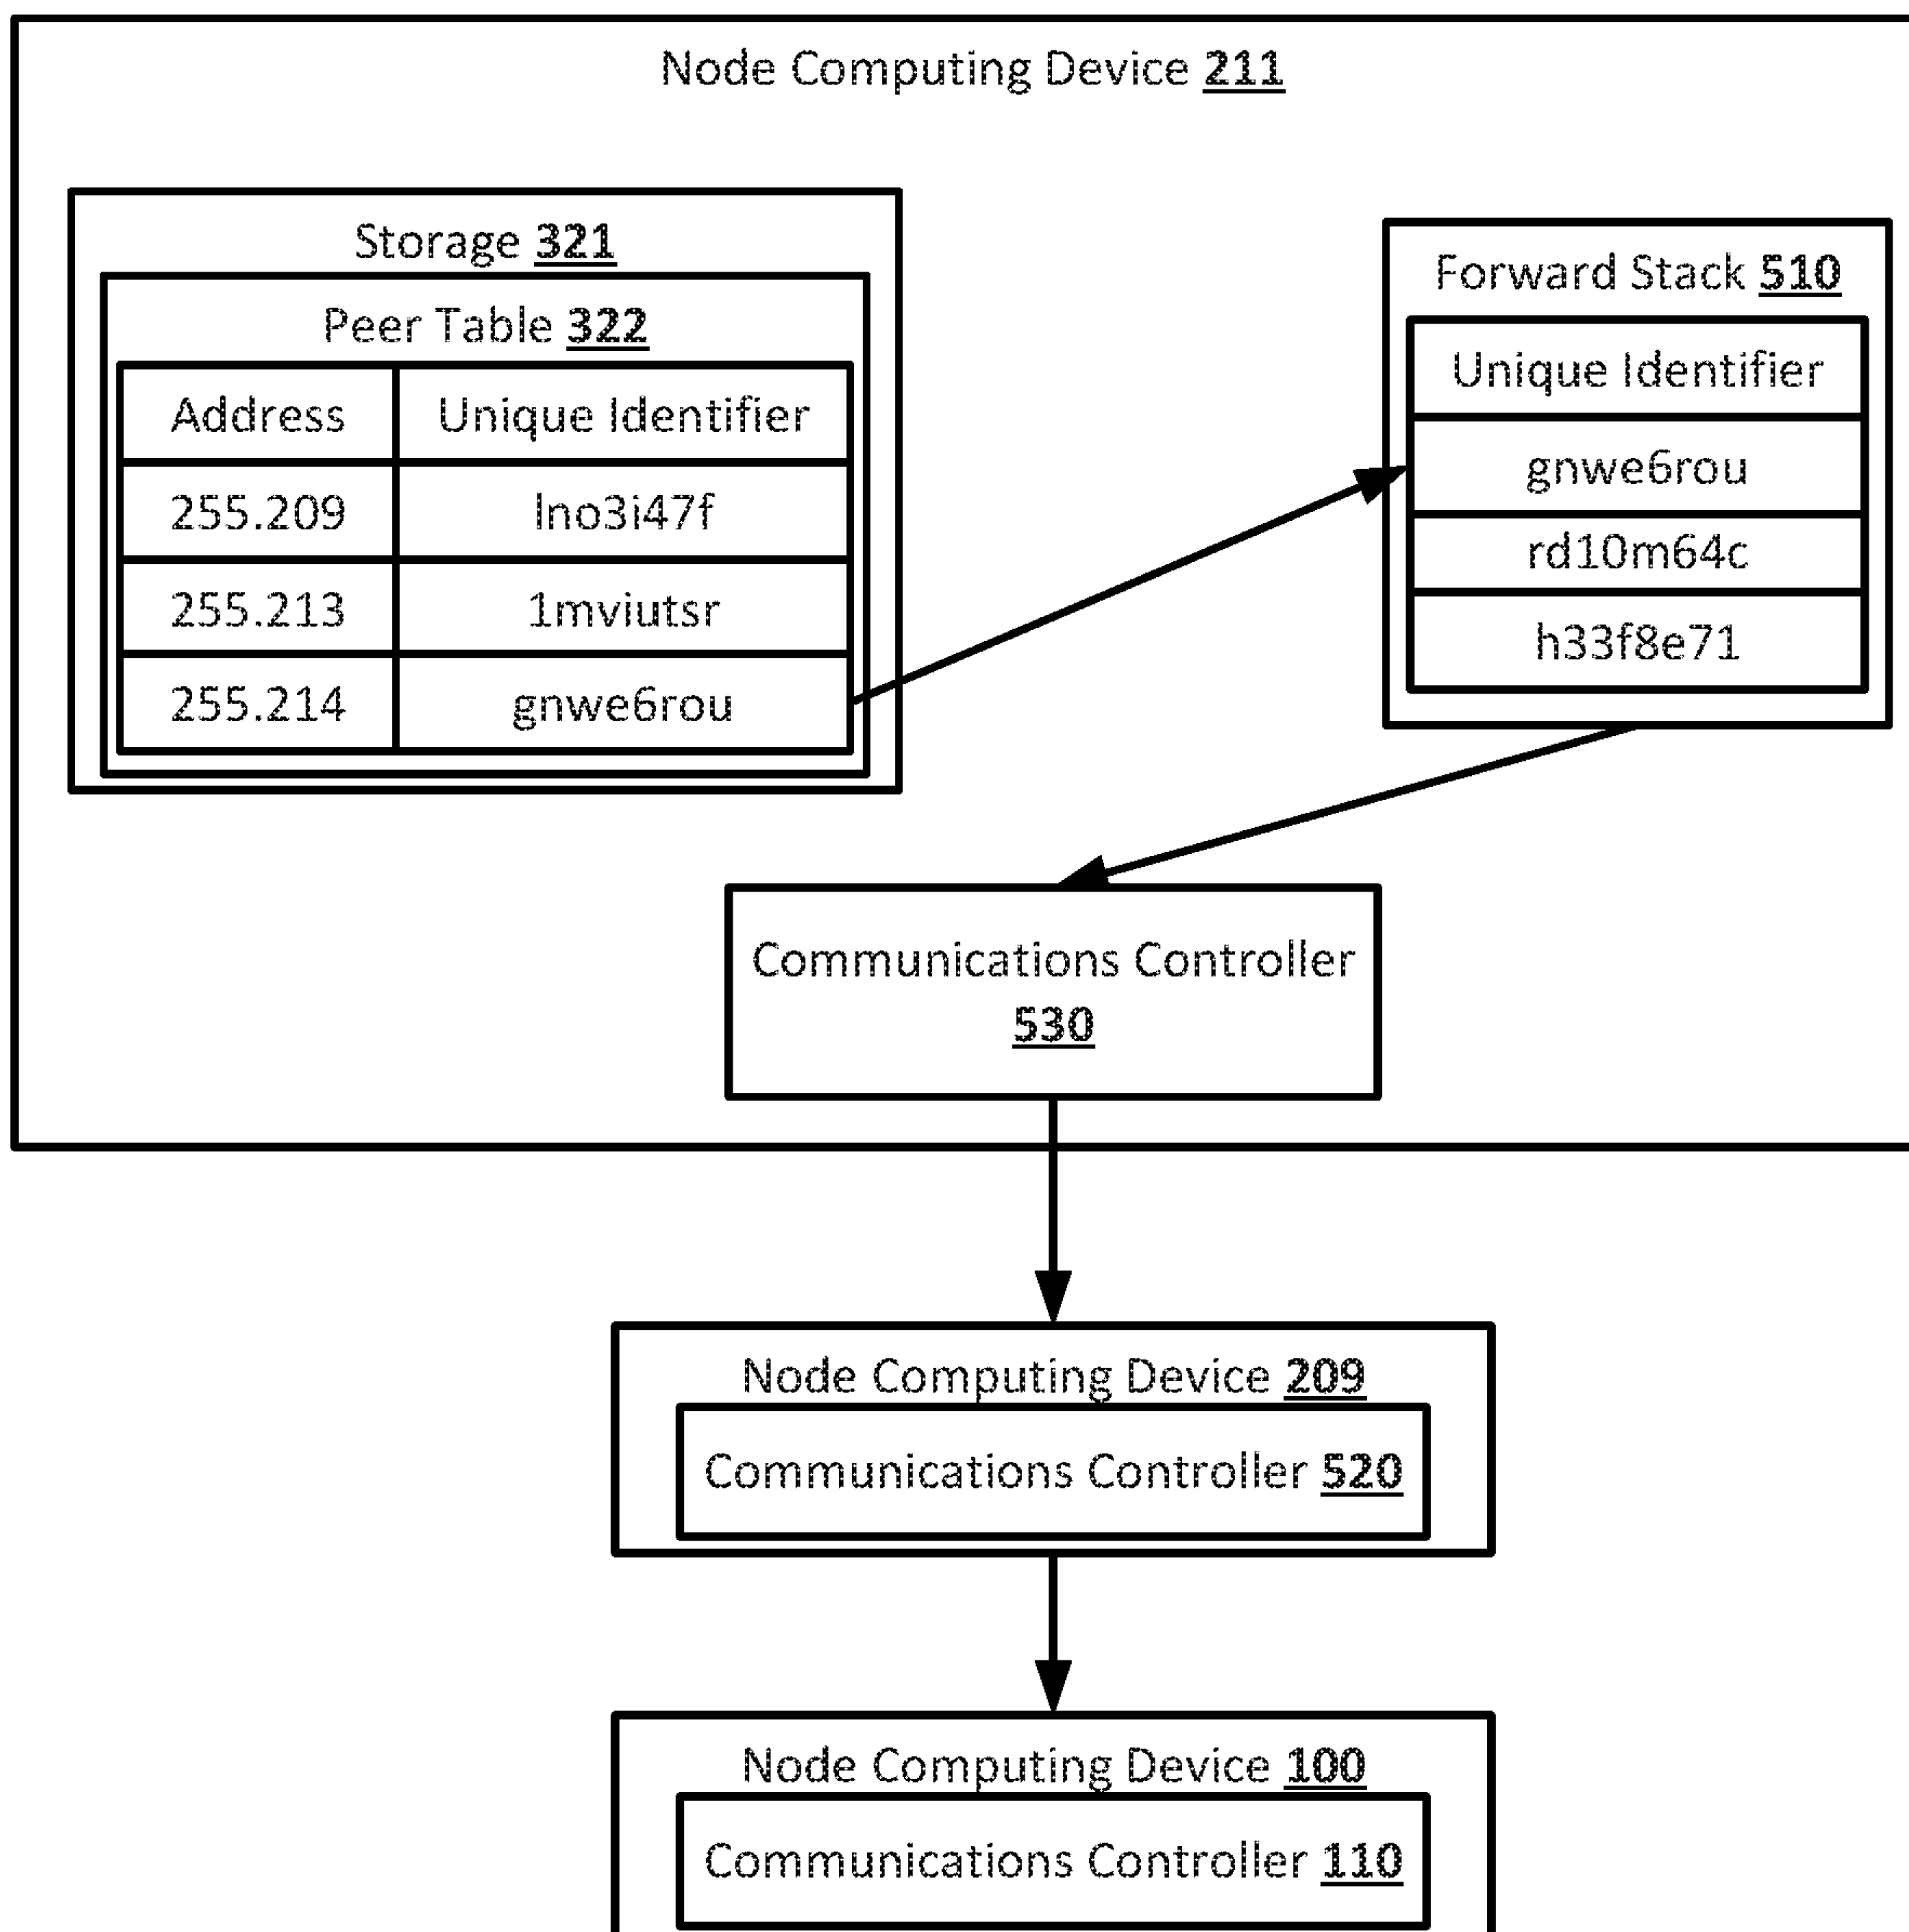 Node Computing Device 211
Storage 321
Peer Table 322
Address Unique Identifier
255.209 lno3i47f
255.213 1mviutsr
255.214 gnwe6rou
Forward Stack 510
Unique Identifier
gnwe6rou
rd10m64c
h33f8e71
Communications Controller
530
Node Computing Device 209
Communications Controller 520
Node Computing Device 100
Communications Controller 110